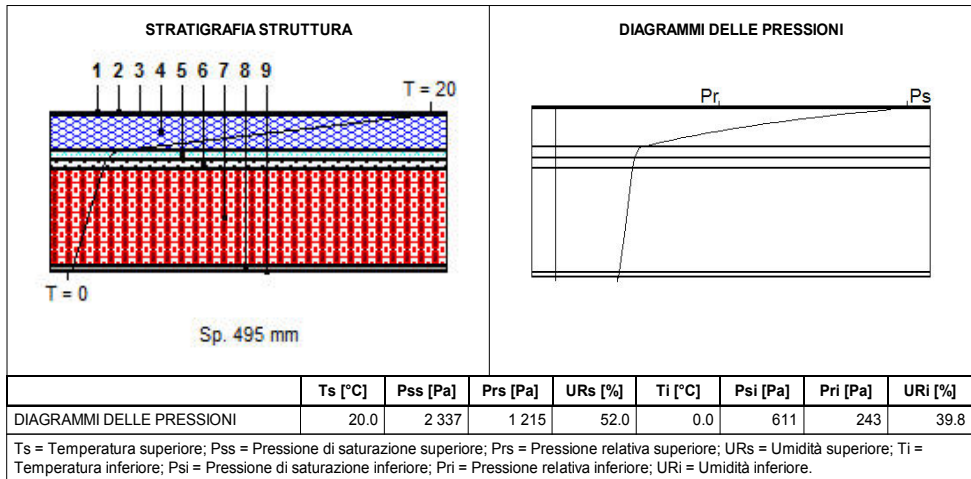 STRATIGRAFIA STRUTTURA
1 2 3 4 5 6 7 8 9
T = 20
T = 0
Sp. 495 mm
DIAGRAMMI DELLE PRESSIONI
Pr
Ps
Ts [°C] Pss [Pa] Prs [Pa] URs [%] Ti [°C] Psi [Pa] Pri [Pa] URi [%]
DIAGRAMMI DELLE PRESSIONI 20.0 2 337 1 215 52.0 0.0 611 243 39.8
Ts = Temperatura superiore; Pss = Pressione di saturazione superiore; Prs = Pressione relativa superiore; URs = Umidità superiore; Ti =
Temperatura inferiore; Psi = Pressione di saturazione inferiore; Pri = Pressione relativa inferiore; URi = Umidità inferiore.